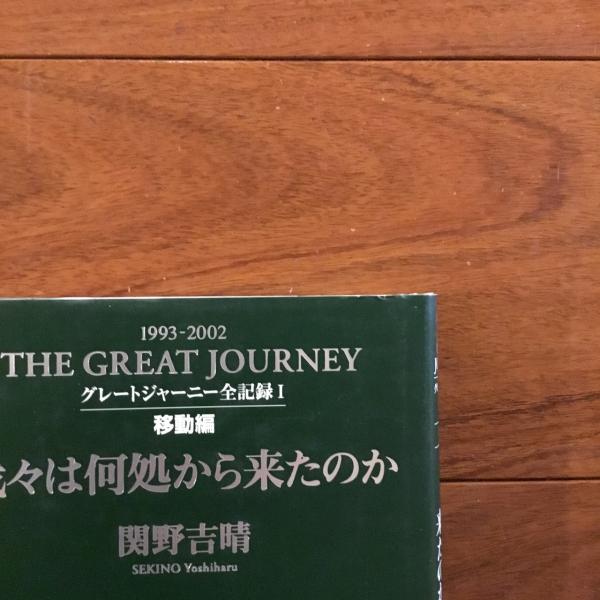 1993-2002
THE GREAT JOURNEY
グレートジャーニー全記録 I
移動編
我々は何処から来たのか
関野吉晴
SEKINO Yoshiharu